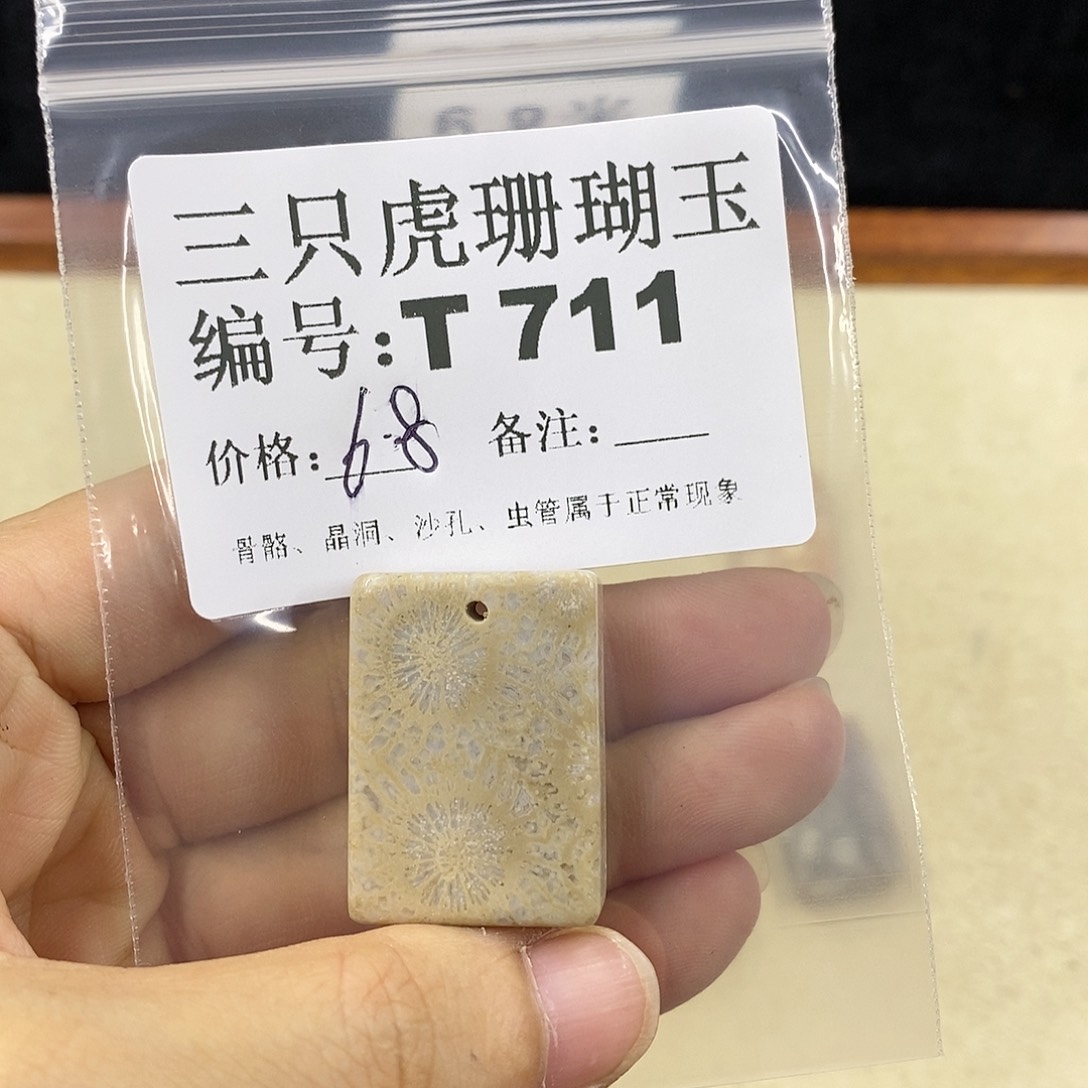 三只虎珊瑚玉
编号:T 711
价格:68 备注:
骨骼、晶洞、沙孔、虫管属于正常现象